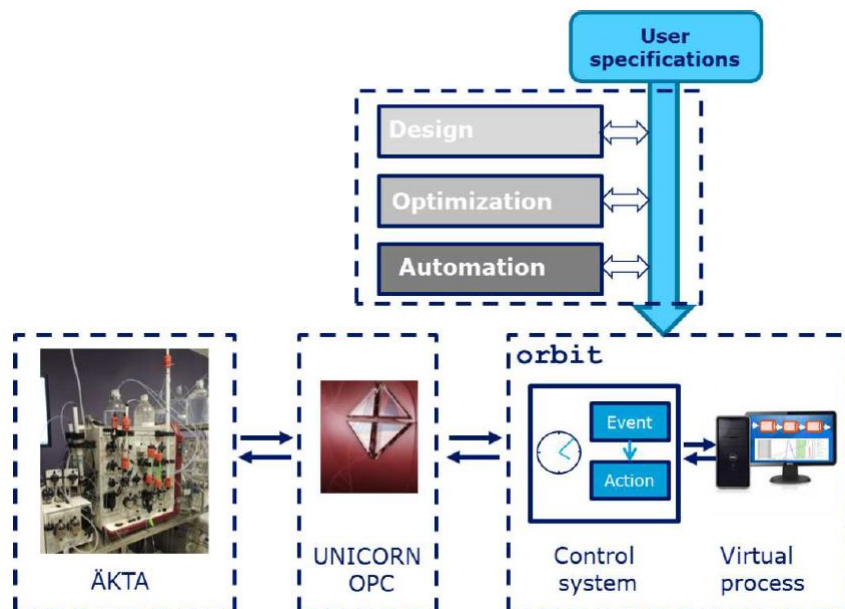 User
specifications
Design
Optimization
Automation
orbit
Event
Action
ÄKTA
UNICORN
OPC
Control
system
Virtual
process